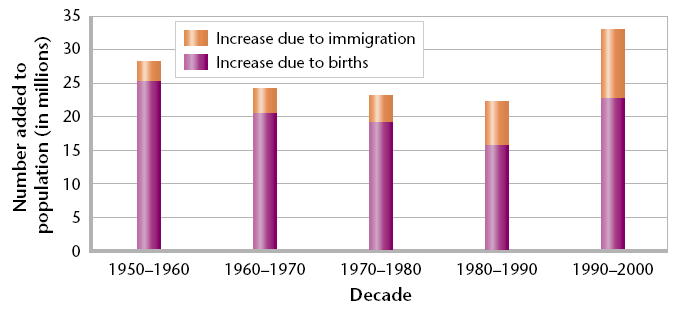 Number added to
population (in millions)
35
30
25
20
15
10
5
0
Increase due to immigration
Increase due to births
1950–1960 1960–1970 1970–1980 1980–1990 1990–2000
Decade